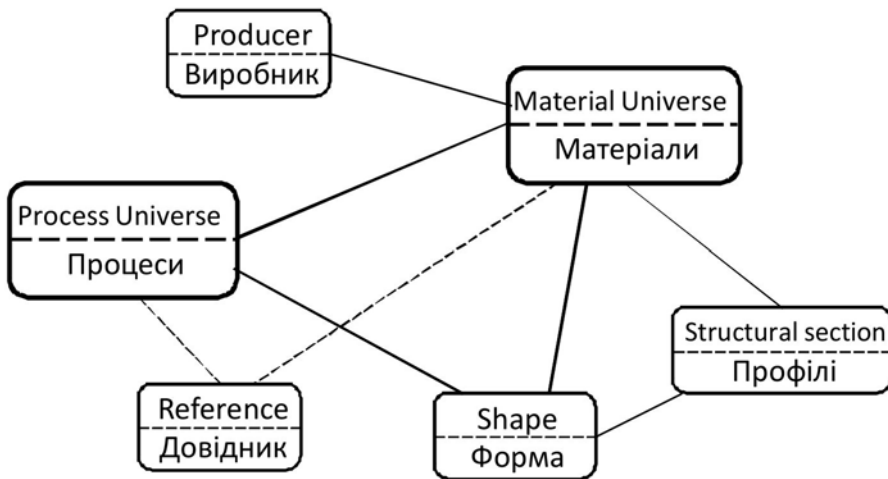 Producer
Виробник
Material Universe
Матеріали
Process Universe
Процеси
Structural section
Профілі
Reference
Довідник
Shape
Форма